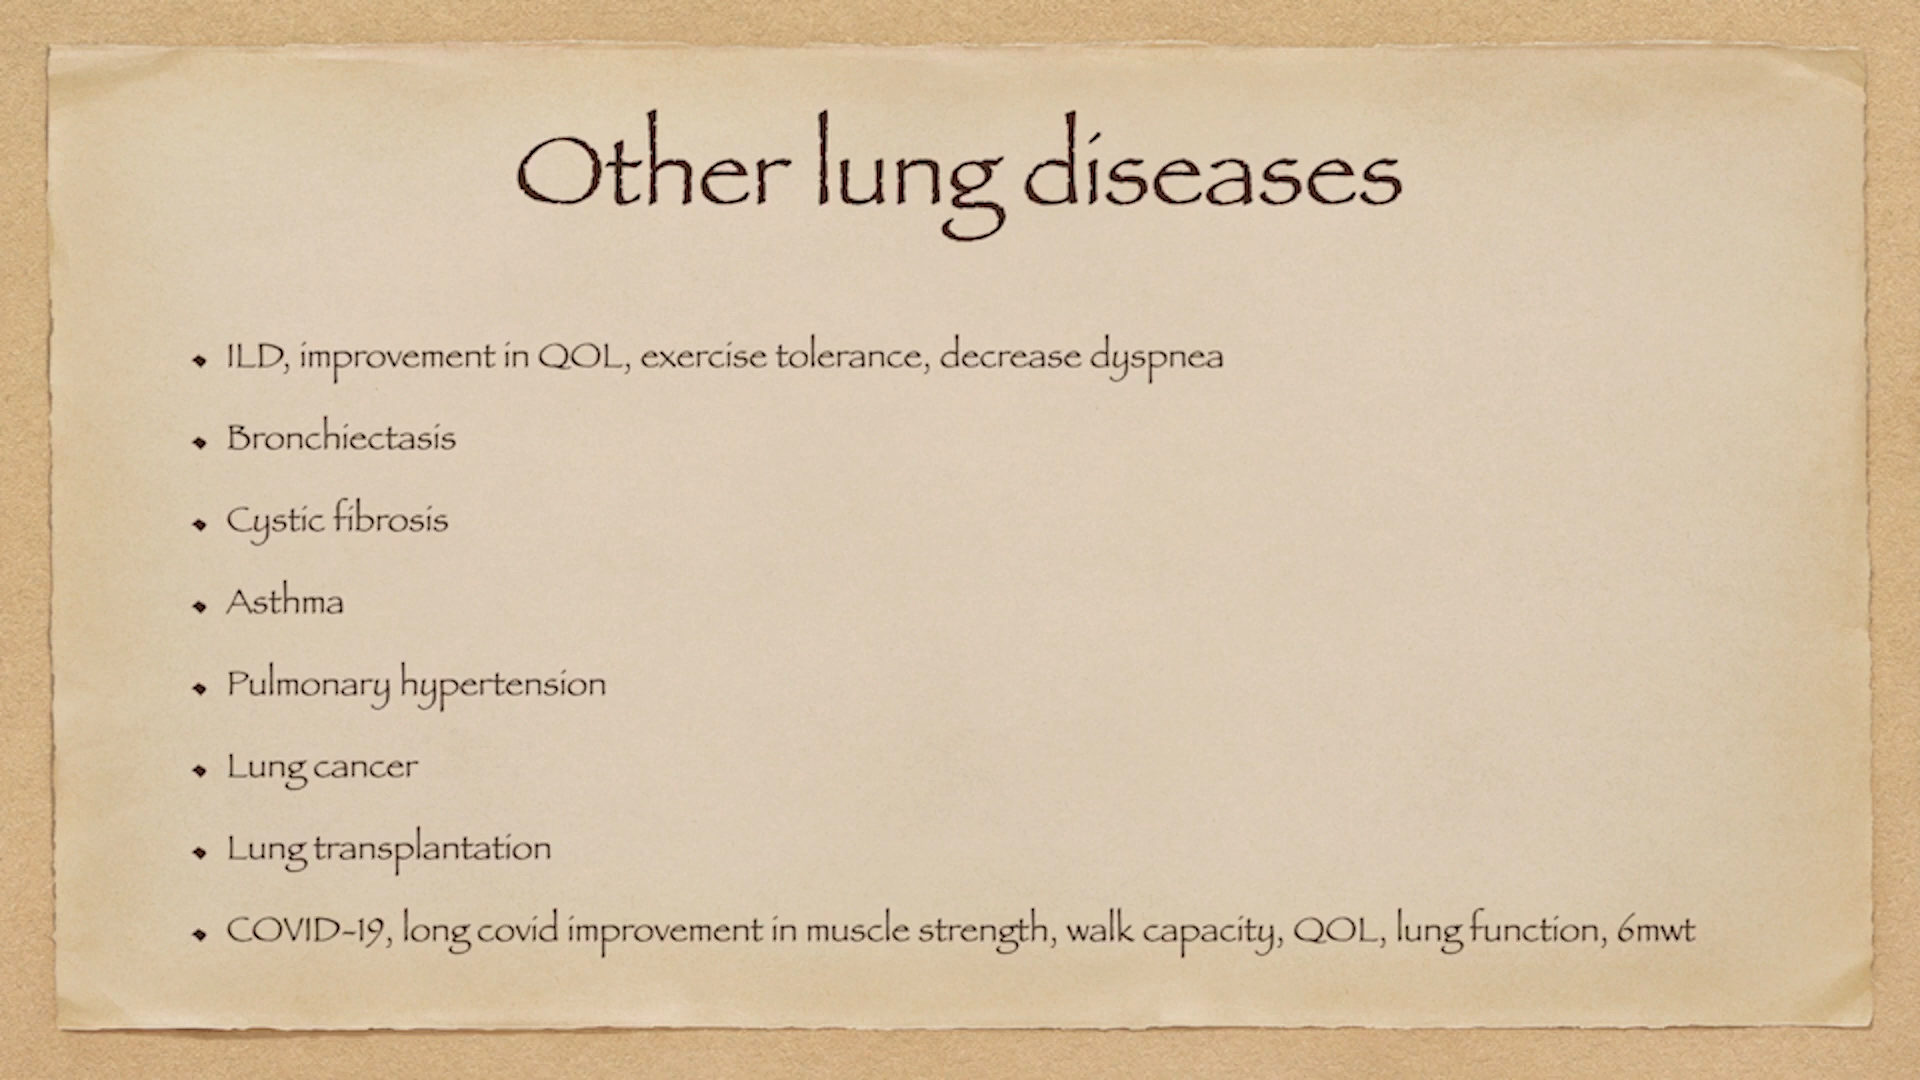 Other lung diseases
ILD, improvement in QOL, exercise tolerance, decrease dyspnea
Bronchiectasis
Cystic fibrosis
Asthma
Pulmonary hypertension
Lung cancer
Lung transplantation
COVID-19, long covid improvement in muscle strength, walk capacity, QOL, lung function, 6mwt